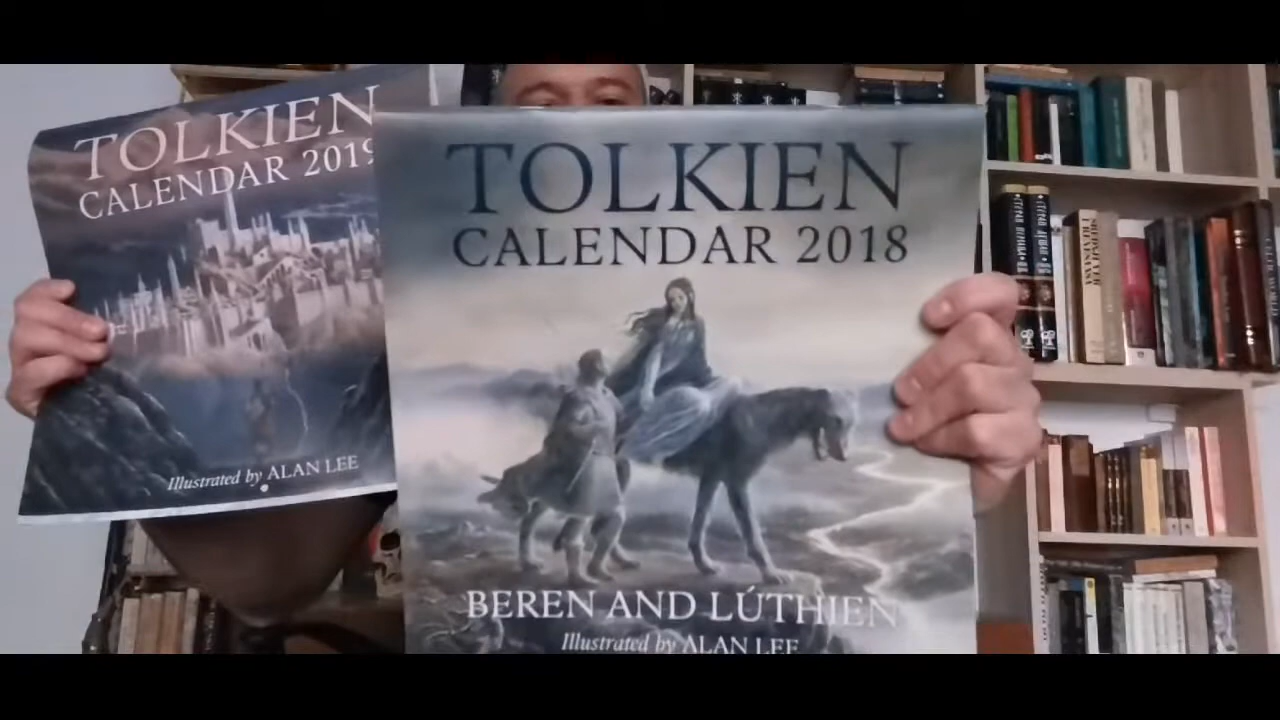 TOLKIEN
CALENDAR 2019
Illustrated by ALAN LEE
TOLKIEN
CALENDAR 2018
BEREN AND LÚTHIEN
Illustrated by ALAN LEE